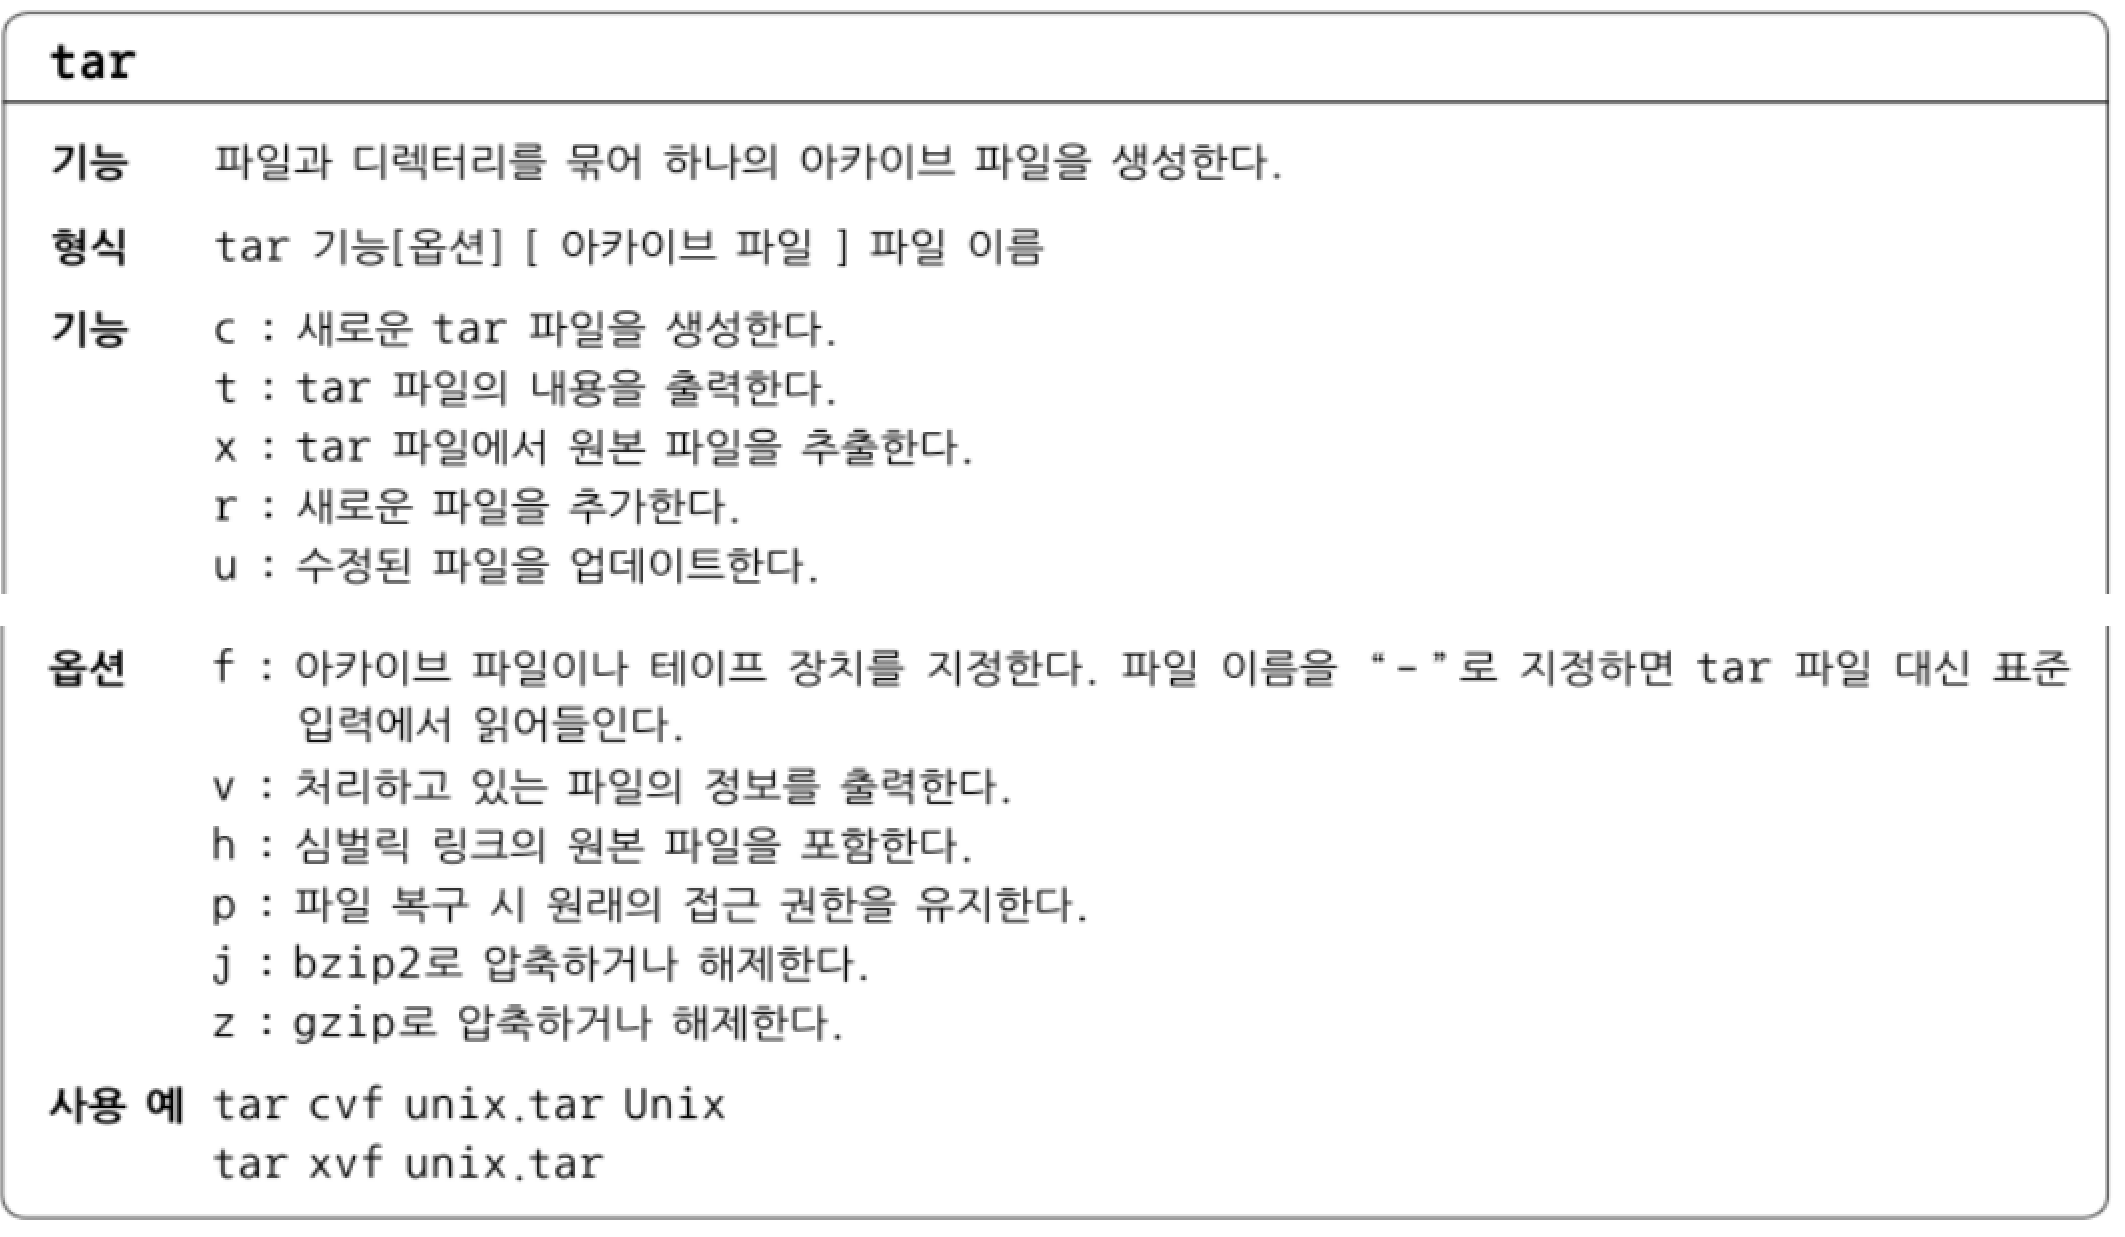 tar
기능 파일과 디렉터리를 묶어 하나의 아카이브 파일을 생성한다.
형식 tar 기능[옵션] [ 아카이브 파일 ] 파일 이름
기능 c : 새로운 tar 파일을 생성한다.
t : tar 파일의 내용을 출력한다.
x : tar 파일에서 원본 파일을 추출한다.
r : 새로운 파일을 추가한다.
u : 수정된 파일을 업데이트한다.
옵션 f : 아카이브 파일이나 테이프 장치를 지정한다. 파일 이름을 “-”로 지정하면 tar 파일 대신 표준
입력에서 읽어들인다.
v : 처리하고 있는 파일의 정보를 출력한다.
h : 심벌릭 링크의 원본 파일을 포함한다.
p : 파일 복구 시 원래의 접근 권한을 유지한다.
j : bzip2로 압축하거나 해제한다.
z : gzip로 압축하거나 해제한다.
사용 예 tar cvf unix.tar Unix
tar xvf unix.tar